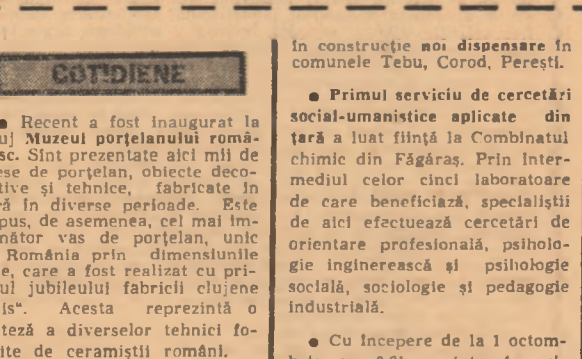 COTIDIENE
● Recent a fost inaugurat la
uj Muzeul porţelanului româ-
sc. Sînt prezentate aici mii de
ese de porţelan, obiecte deco-
tive şi tehnice, fabricate în
ră în diverse perioade. Este
pus, de asemenea, cel mai im-
nător vas de porţelan, unic
România prin dimensiunile
e, care a fost realizat cu pri-
ul jubileului fabricii clujene
is“. Acesta reprezintă o
teză a diverselor tehnici fo-
ite de ceramiştii români.
în construcţie noi dispensare în
comunele Tebu, Corod, Pereşti.
● Primul serviciu de cercetări
social-umanistice aplicate din
ţară a luat fiinţă la Combinatul
chimic din Făgăraş. Prin inter-
mediul celor cinci laboratoare
de care beneficiază, specialiştii
de aici efectuează cercetări de
orientare profesională, psiholo-
gie inginerească şi psihologie
socială, sociologie şi pedagogie
industrială.
● Cu începere de la 1 octom-